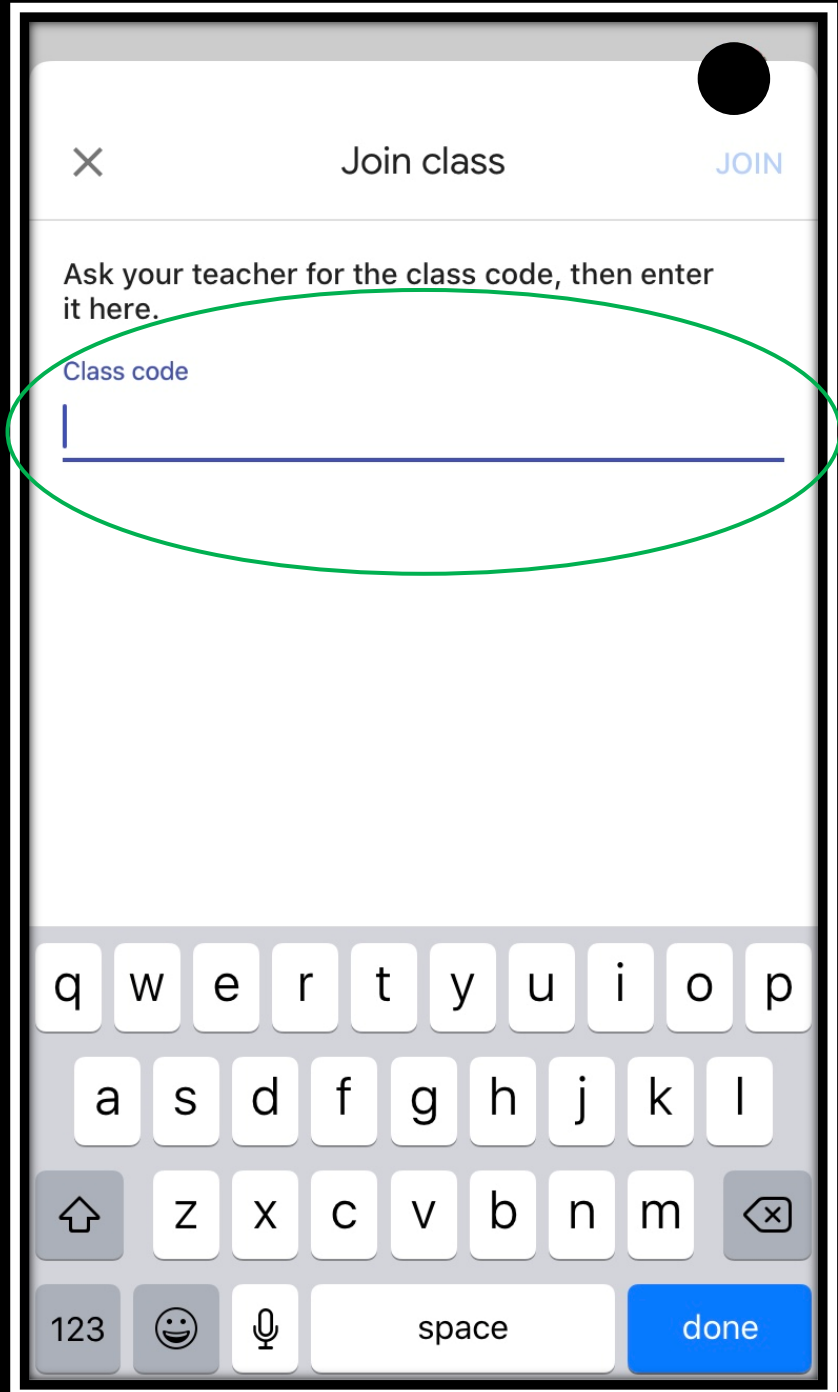 Join class
JOIN
Ask your teacher for the class code, then enter
it here.
Class code
q w e r t y u i o p
a s d f g h j k l
z x c v b n m
123 space done